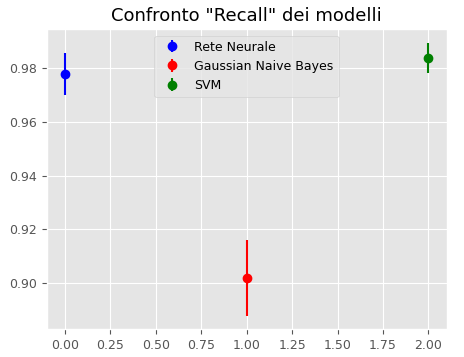 Confronto "Recall" dei modelli
Rete Neurale
Gaussian Naive Bayes
SVM
0.98
0.96
0.94
0.92
0.90
0.00 0.25 0.50 0.75 1.00 1.25 1.50 1.75 2.00